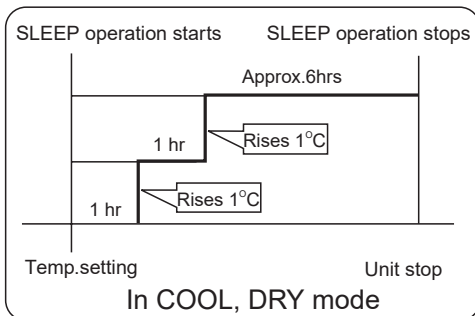 SLEEP operation starts SLEEP operation stops
Approx.6hrs
1 hr
Rises 1°C
1 hr
Rises 1°C
Temp.setting
Unit stop
In COOL, DRY mode